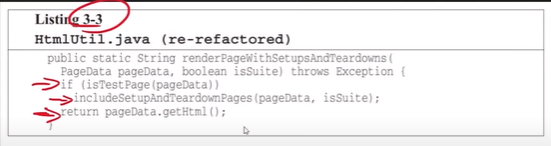 Listing 3-3
HtmlUtil.java (re-refactored)
public static String renderPageWithSetupsAndTeardowns(
PageData pageData, boolean isSuite) throws Exception {
if (isTestPage(pageData))
includeSetupAndTeardownPages(pageData, isSuite);
return pageData.getHtml();
}